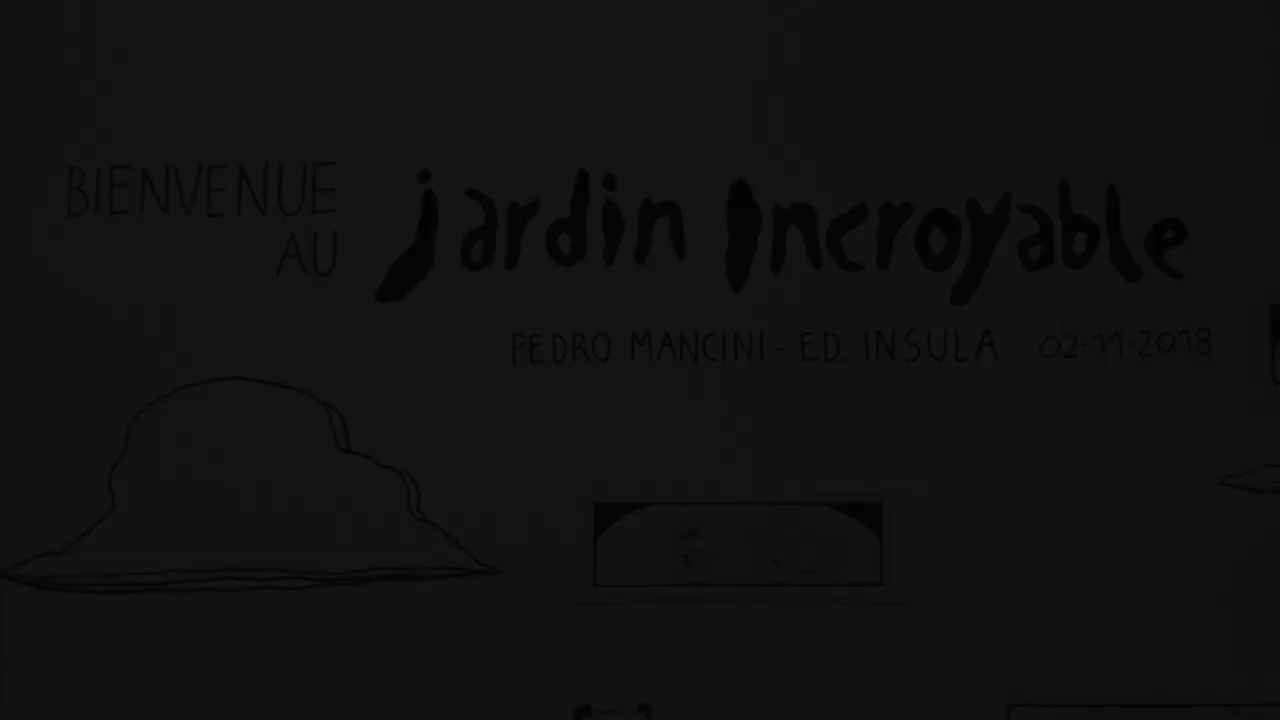 BIENVENUE
AU
jardin Incroyable
PEDRO MANCINI - ED. INSULA 02-11-2018